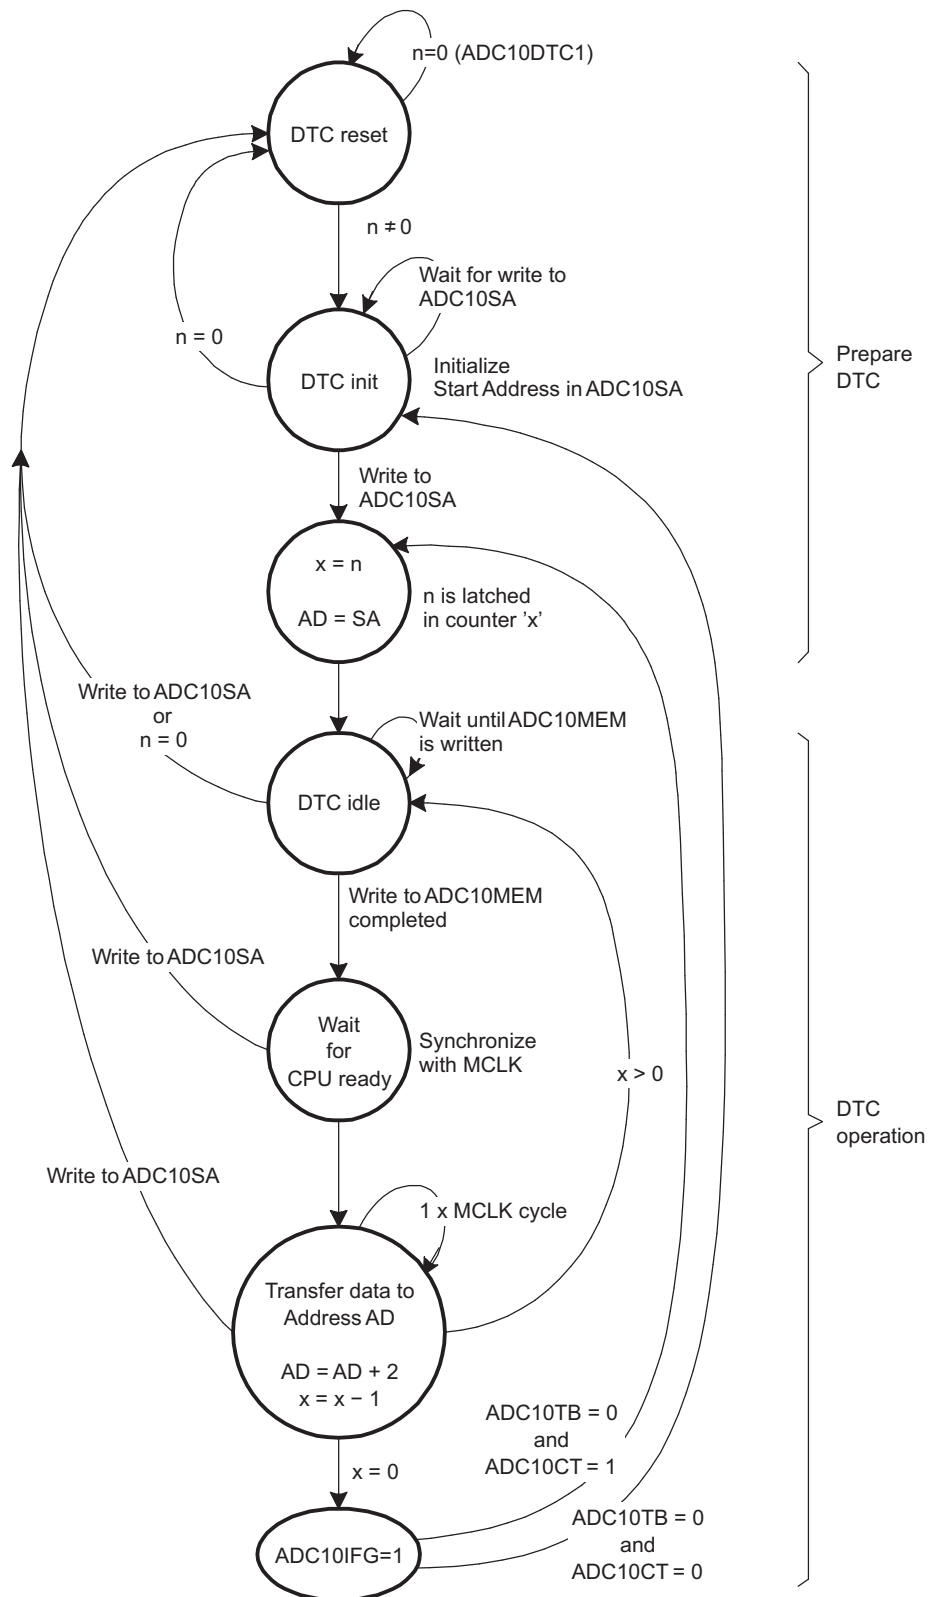 n=0 (ADC10DTC1)
DTC reset
n ≠ 0
Wait for write to
ADC10SA
n = 0
DTC init
Initialize
Start Address in ADC10SA
Prepare
DTC
Write to
ADC10SA
x = n
AD = SA
n is latched
in counter ’x’
Write to ADC10SA
or
n = 0
Wait until ADC10MEM
is written
DTC idle
Write to ADC10MEM
completed
Write to ADC10SA
Wait
for
CPU ready
Synchronize
with MCLK
x > 0
DTC
operation
Write to ADC10SA
1 x MCLK cycle
Transfer data to
Address AD
AD = AD + 2
x = x − 1
ADC10TB = 0
and
ADC10CT = 1
x = 0
ADC10IFG=1
ADC10TB = 0
and
ADC10CT = 0